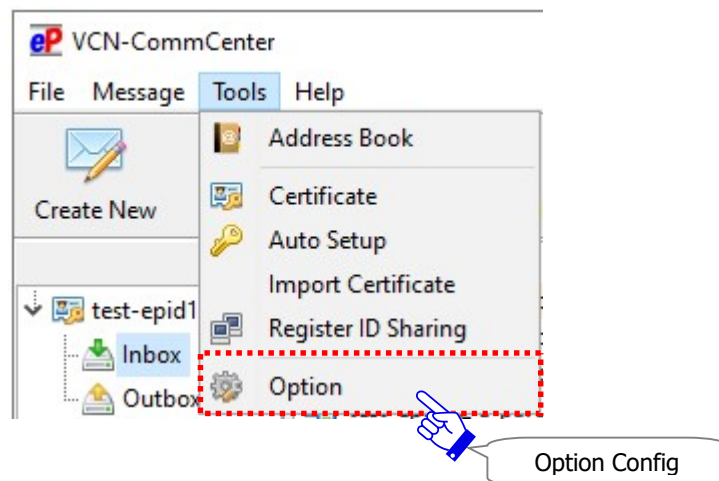 eP VCN-CommCenter
File Message Tools Help
Address Book
Create New
Certificate
Auto Setup
Import Certificate
test-epid1
Register ID Sharing
Inbox
Option
Outbox
Option Config